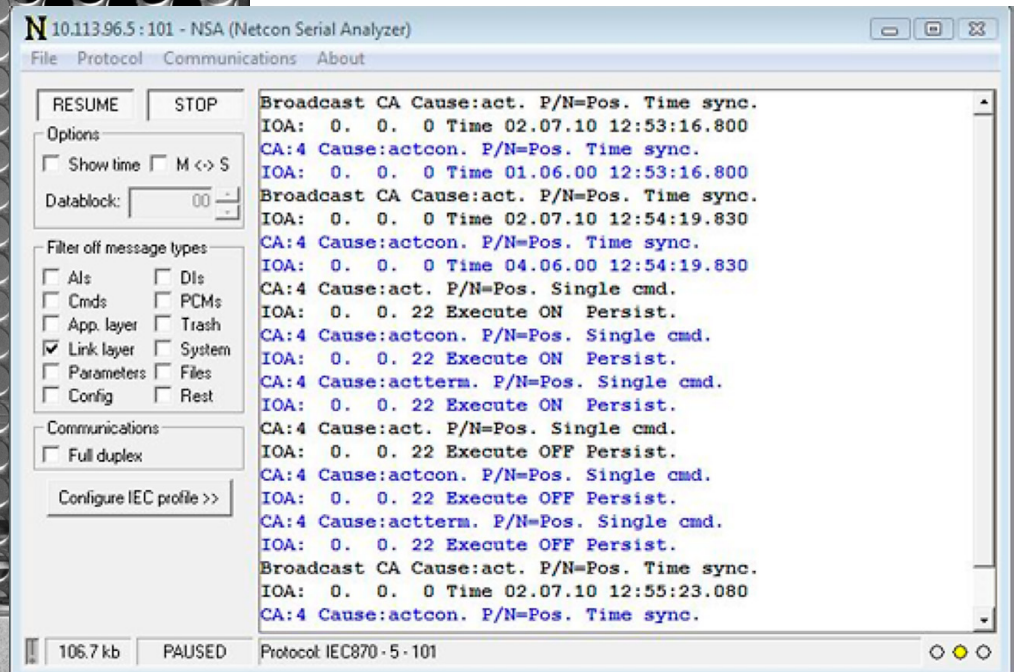 N 10.113.96.5 : 101 - NSA (Netcon Serial Analyzer)
File Protocol Communications About
RESUME STOP
Options
Show time M <-> S
Datablock: 00
Filter off message types
AIs DIs
Cmds PCMs
App. layer Trash
Link layer System
Parameters Files
Config Rest
Communications
Full duplex
Configure IEC profile >>
Broadcast CA Cause:act. P/N=Pos. Time sync.
IOA: 0. 0. 0 Time 02.07.10 12:53:16.800
CA:4 Cause:actcon. P/N=Pos. Time sync.
IOA: 0. 0. 0 Time 01.06.00 12:53:16.800
Broadcast CA Cause:act. P/N=Pos. Time sync.
IOA: 0. 0. 0 Time 02.07.10 12:54:19.830
CA:4 Cause:actcon. P/N=Pos. Time sync.
IOA: 0. 0. 0 Time 04.06.00 12:54:19.830
CA:4 Cause:act. P/N=Pos. Single cmd.
IOA: 0. 0. 22 Execute ON Persist.
CA:4 Cause:actcon. P/N=Pos. Single cmd.
IOA: 0. 0. 22 Execute ON Persist.
CA:4 Cause:actterm. P/N=Pos. Single cmd.
IOA: 0. 0. 22 Execute ON Persist.
CA:4 Cause:act. P/N=Pos. Single cmd.
IOA: 0. 0. 22 Execute OFF Persist.
CA:4 Cause:actcon. P/N=Pos. Single cmd.
IOA: 0. 0. 22 Execute OFF Persist.
CA:4 Cause:actterm. P/N=Pos. Single cmd.
IOA: 0. 0. 22 Execute OFF Persist.
Broadcast CA Cause:act. P/N=Pos. Time sync.
IOA: 0. 0. 0 Time 02.07.10 12:55:23.080
CA:4 Cause:actcon. P/N=Pos. Time sync.
106.7 kb PAUSED Protocol: IEC870 - 5 - 101